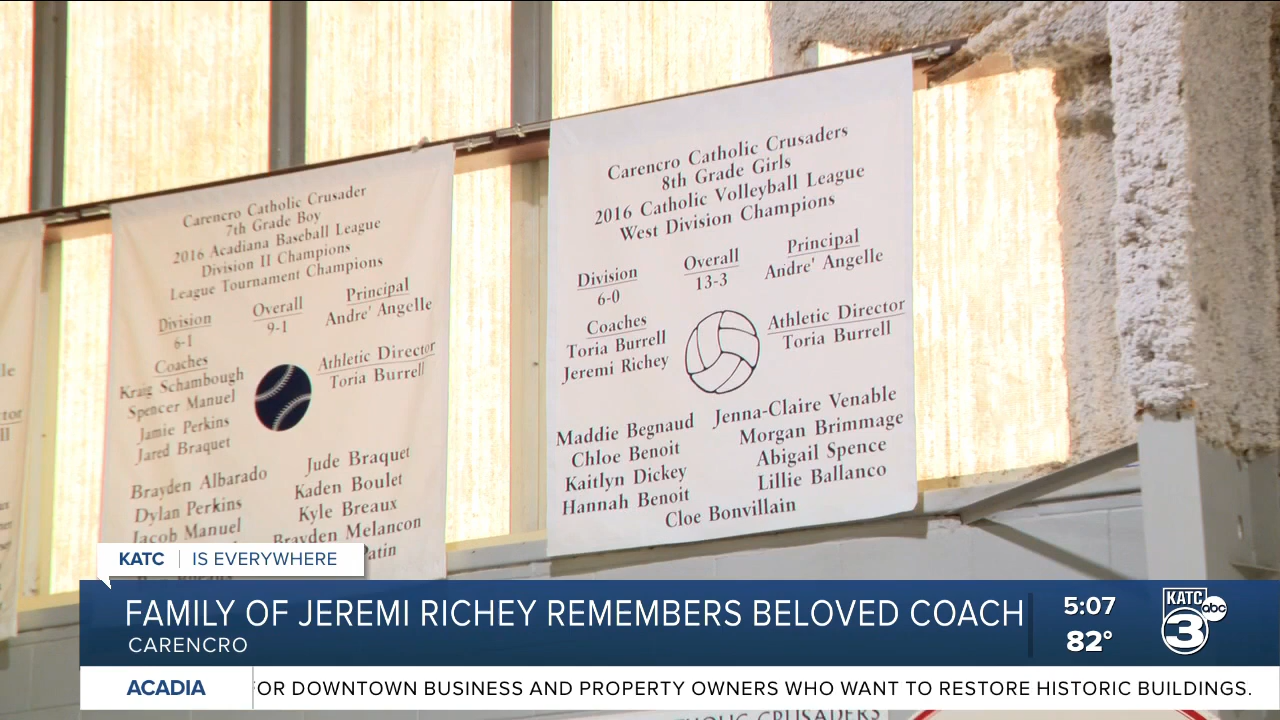 Carencro Catholic Crusader
7th Grade Boy
2016 Acadiana Baseball League
Division II Champions
League Tournament Champions
Division
6-1
Overall
9-1
Principal
Andre' Angelle
Coaches
Kraig Schambough
Spencer Manuel
Jamie Perkins
Jared Braquet
Athletic Director
Toria Burrell
Brayden Albarado
Dylan Perkins
Jacob Manuel
Jude Braquet
Kaden Boulet
Kyle Breaux
Brayden Melancon
Carencro Catholic Crusaders
8th Grade Girls
2016 Catholic Volleyball League
West Division Champions
Division
6-0
Overall
13-3
Principal
Andre' Angelle
Coaches
Toria Burrell
Jeremi Richey
Athletic Director
Toria Burrell
Maddie Begnaud
Chloe Benoit
Kaitlyn Dickey
Hannah Benoit
Jenna-Claire Venable
Morgan Brimmage
Abigail Spence
Lillie Ballanco
Cloe Bonvillain
KATC IS EVERYWHERE
FAMILY OF JEREMI RICHEY REMEMBERS BELOVED COACH
CARENCRO
5:07
82°
KATC abc
3
ACADIA
OR DOWNTOWN BUSINESS AND PROPERTY OWNERS WHO WANT TO RESTORE HISTORIC BUILDINGS.
CRUSADERS